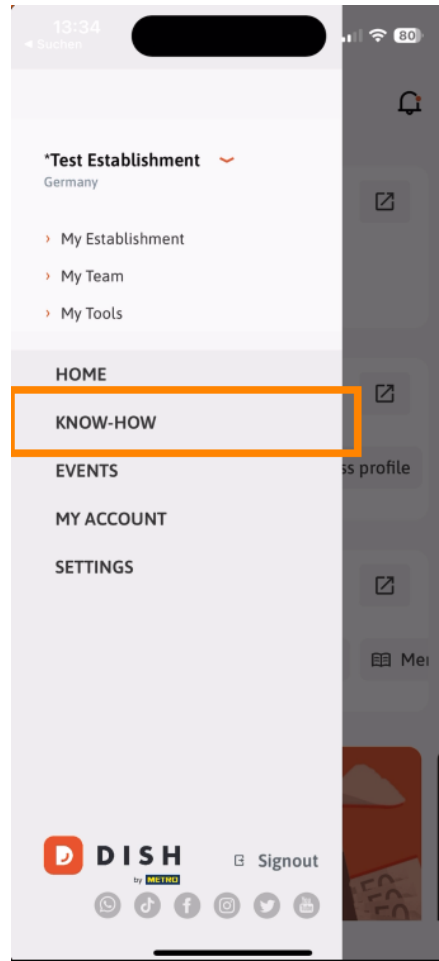 13:34
80
◂ Suchen
*Test Establishment
Germany
My Establishment
My Team
My Tools
HOME
KNOW-HOW
EVENTS
ss profile
MY ACCOUNT
SETTINGS
Me
DISH
by METRO
Signout